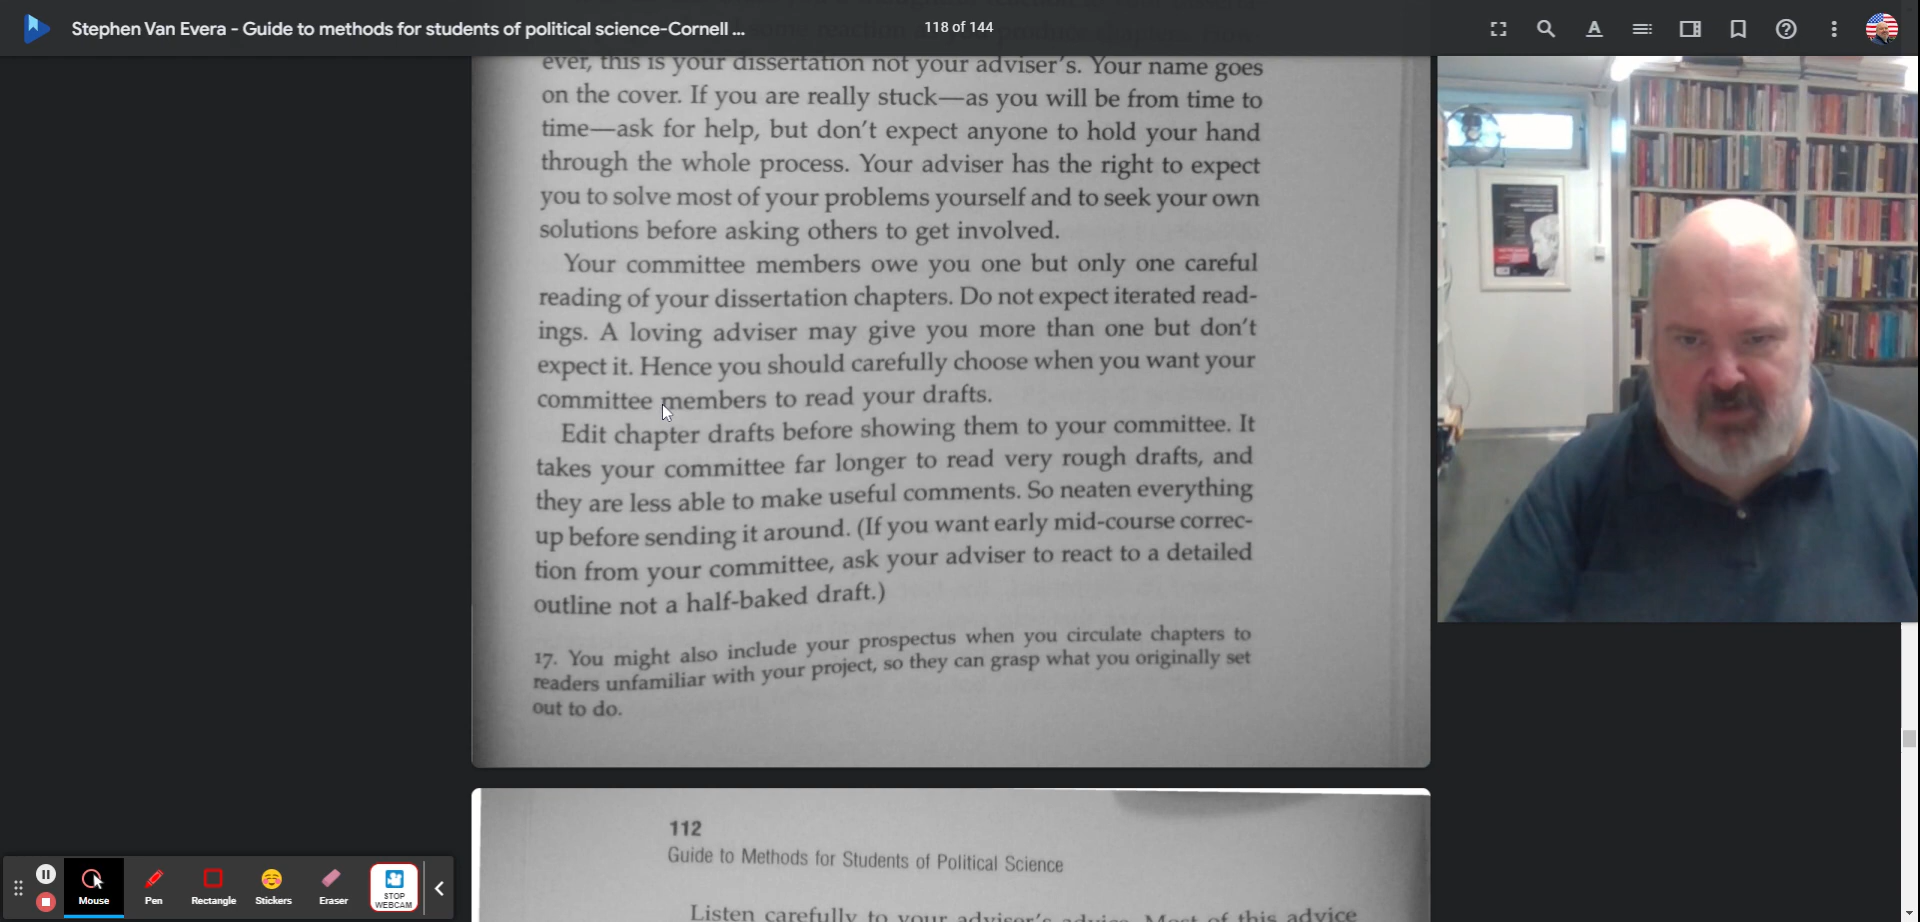 Stephen Van Evera - Guide to methods for students of political science-Cornell ...
118 of 144
ever, this is your dissertation not your adviser's. Your name goes
on the cover. If you are really stuck—as you will be from time to
time—ask for help, but don't expect anyone to hold your hand
through the whole process. Your adviser has the right to expect
you to solve most of your problems yourself and to seek your own
solutions before asking others to get involved.
Your committee members owe you one but only one careful
reading of your dissertation chapters. Do not expect iterated read-
ings. A loving adviser may give you more than one but don't
expect it. Hence you should carefully choose when you want your
committee members to read your drafts.
Edit chapter drafts before showing them to your committee. It
takes your committee far longer to read very rough drafts, and
they are less able to make useful comments. So neaten everything
up before sending it around. (If you want early mid-course correc-
tion from your committee, ask your adviser to react to a detailed
outline not a half-baked draft.)
17. You might also include your prospectus when you circulate chapters to
readers unfamiliar with your project, so they can grasp what you originally set
out to do.
112
Guide to Methods for Students of Political Science
Listen carefully to your adviser's advice. Most of this advice
Mouse
Pen
Rectangle
Stickers
Eraser
STOP
WEBCAM